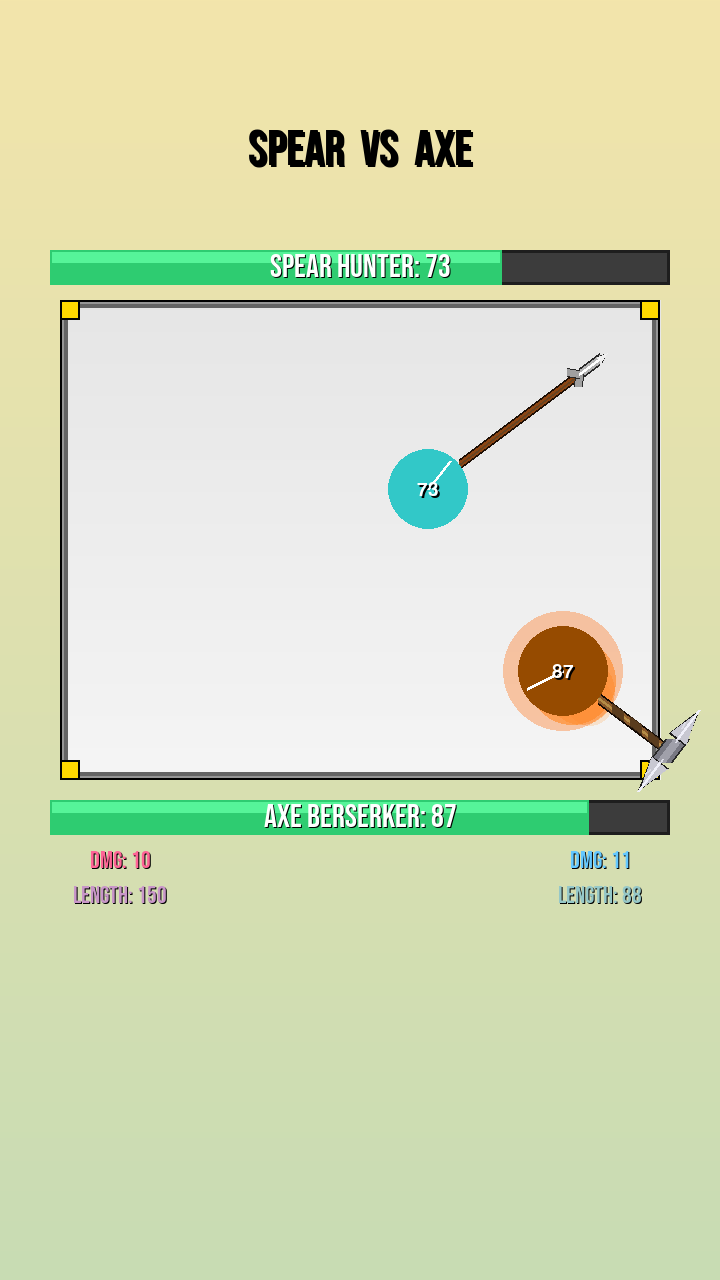 SPEAR VS AXE
SPEAR HUNTER: 73
73
87
AXE BERSERKER: 87
DMG: 10
DMG: 11
LENGTH: 150
LENGTH: 88